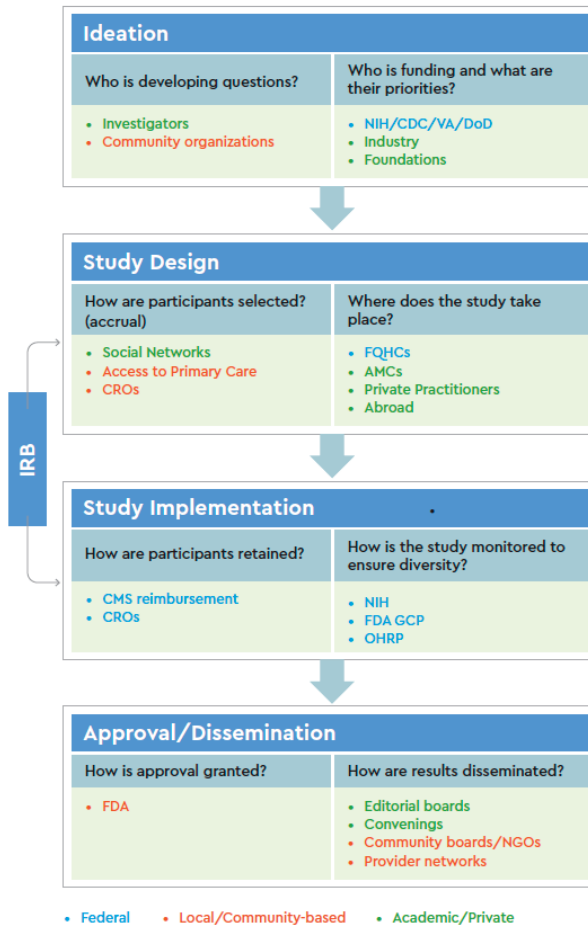 Ideation
Who is developing questions?
Who is funding and what are
their priorities?
• Investigators
• Community organizations
• NIH/CDC/VA/DoD
• Industry
• Foundations
Study Design
How are participants selected?
(accrual)
Where does the study take
place?
• Social Networks
• Access to Primary Care
• CROs
• FQHCs
• AMCs
• Private Practitioners
• Abroad
IRB
Study Implementation
How are participants retained?
How is the study monitored to
ensure diversity?
• CMS reimbursement
• CROs
• NIH
• FDA GCP
• OHRP
Approval/Dissemination
How is approval granted?
How are results disseminated?
• FDA
• Editorial boards
• Convenings
• Community boards/NGOs
• Provider networks
• Federal • Local/Community-based • Academic/Private